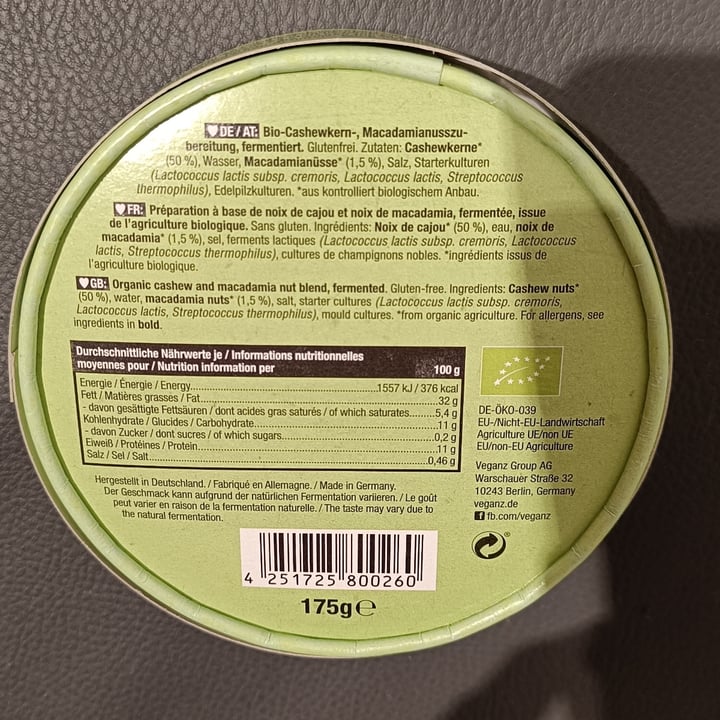 ♥DE/AT: Bio-Cashewkern-, Macadamianusszu-
bereitung, fermentiert. Glutenfrei. Zutaten: Cashewkerne*
(50 %), Wasser, Macadamianüsse* (1,5 %), Salz, Starterkulturen
(Lactococcus lactis subsp. cremoris, Lactococcus lactis, Streptococcus
thermophilus), Edelpilzkulturen. *aus kontrolliert biologischem Anbau.
♥FR: Préparation à base de noix de cajou et noix de macadamia, fermentée, issue
de l'agriculture biologique. Sans gluten. Ingrédients: Noix de cajou* (50 %), eau, noix de
macadamia* (1,5 %), sel, ferments lactiques (Lactococcus lactis subsp. cremoris, Lactococcus
lactis, Streptococcus thermophilus), cultures de champignons nobles. *ingrédients issus de
l'agriculture biologique.
♥GB: Organic cashew and macadamia nut blend, fermented. Gluten-free. Ingredients: Cashew nuts*
(50 %), water, macadamia nuts* (1,5 %), salt, starter cultures (Lactococcus lactis subsp. cremoris,
Lactococcus lactis, Streptococcus thermophilus), mould cultures. *from organic agriculture. For allergens, see
ingredients in bold.
Durchschnittliche Nährwerte je / Informations nutritionnelles
moyennes pour / Nutrition information per 100 g
Energie / Énergie / Energy 1557 kJ / 376 kcal
Fett / Matières grasses / Fat 32 g
- davon gesättigte Fettsäuren / dont acides gras saturés / of which saturates 5,4 g
Kohlenhydrate / Glucides / Carbohydrate 11 g
- davon Zucker / dont sucres / of which sugars 0,2 g
Eiweiß / Protéines / Protein 11 g
Salz / Sel / Salt 0,46 g
DE-ÖKO-039
EU-/Nicht-EU-Landwirtschaft
Agriculture UE/non UE
EU/non-EU Agriculture
Veganz Group AG
Warschauer Straße 32
10243 Berlin, Germany
veganz.de
fb.com/veganz
Hergestellt in Deutschland. / Fabriqué en Allemagne. / Made in Germany.
Der Geschmack kann aufgrund der natürlichen Fermentation variieren. / Le goût
peut varier en raison de la fermentation naturelle. / The taste may vary due to
the natural fermentation.
4 251725 800260
175g ℮